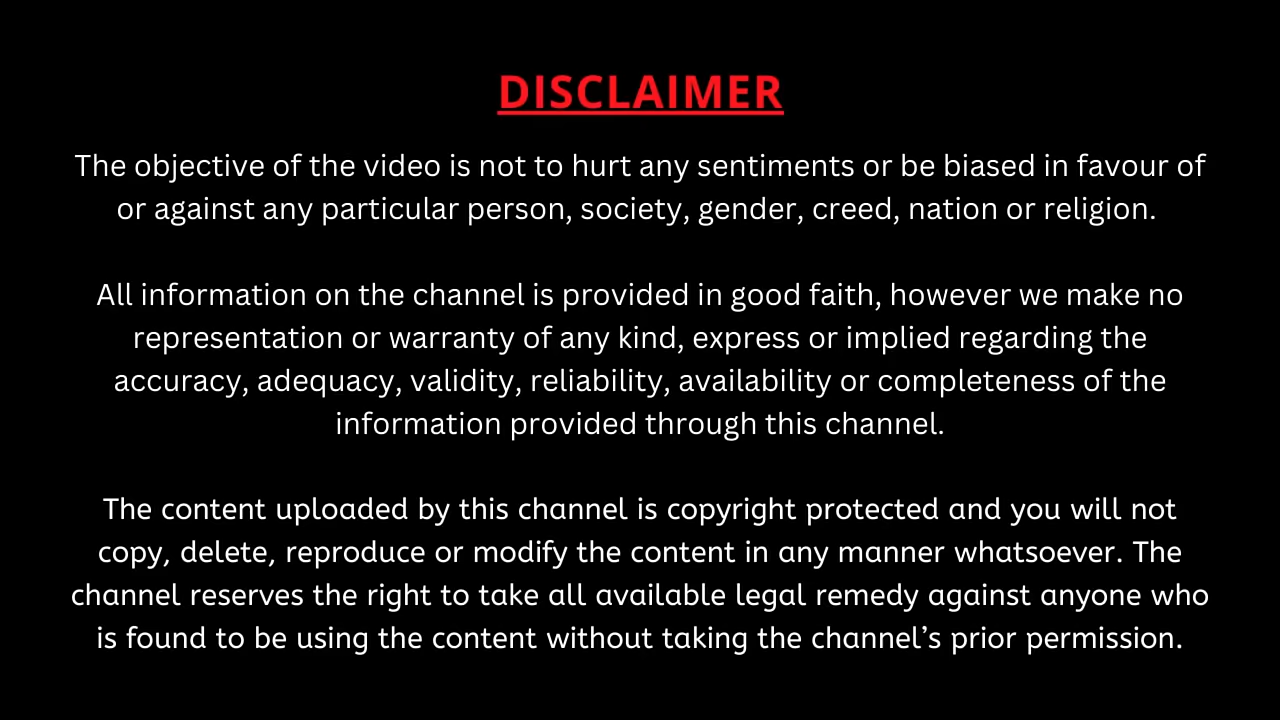 DISCLAIMER
The objective of the video is not to hurt any sentiments or be biased in favour of
or against any particular person, society, gender, creed, nation or religion.
All information on the channel is provided in good faith, however we make no
representation or warranty of any kind, express or implied regarding the
accuracy, adequacy, validity, reliability, availability or completeness of the
information provided through this channel.
The content uploaded by this channel is copyright protected and you will not
copy, delete, reproduce or modify the content in any manner whatsoever. The
channel reserves the right to take all available legal remedy against anyone who
is found to be using the content without taking the channel’s prior permission.